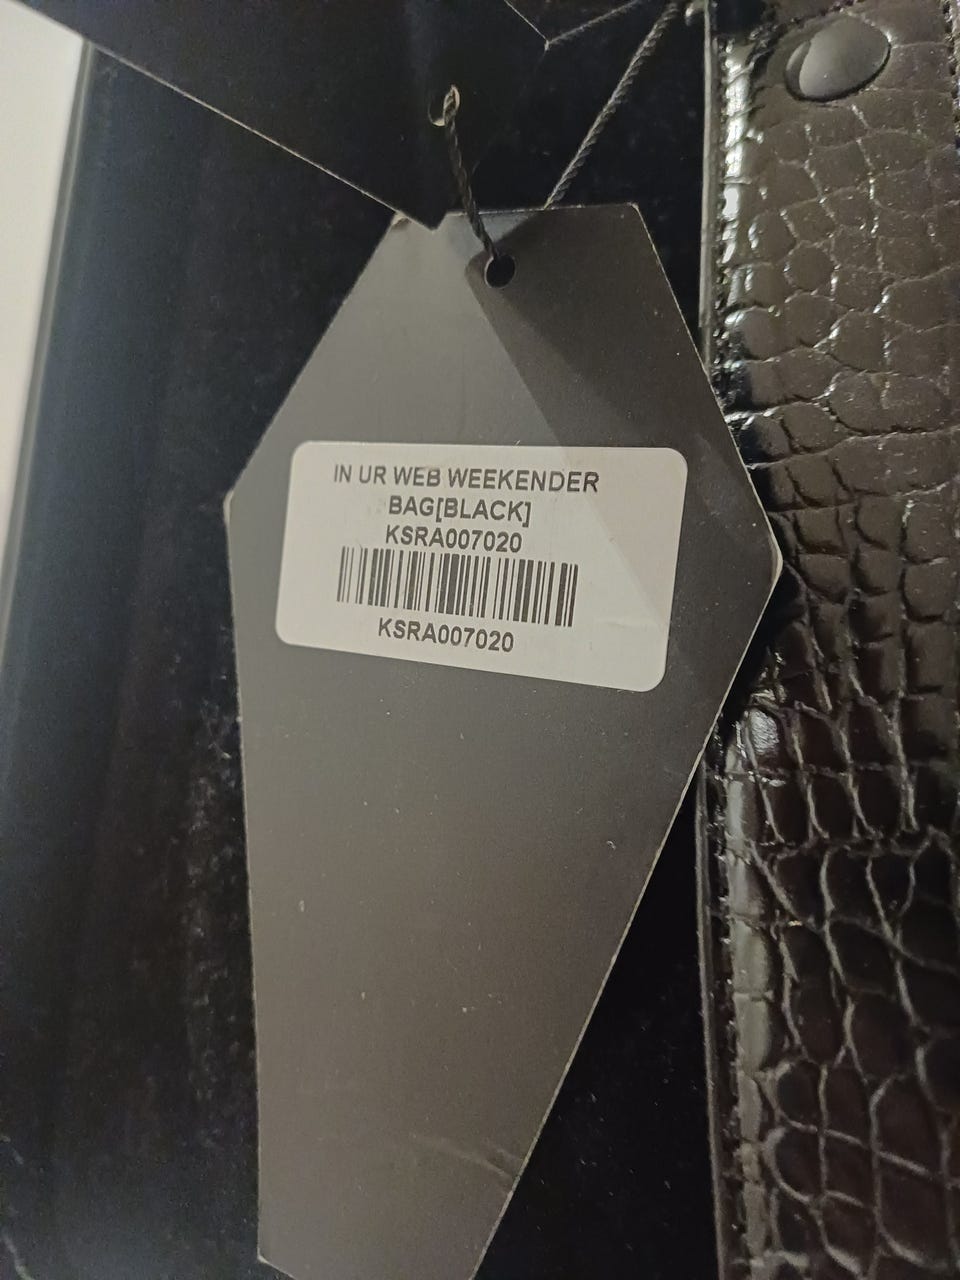 IN UR WEB WEEKENDER
BAG[BLACK]
KSRA007020
KSRA007020